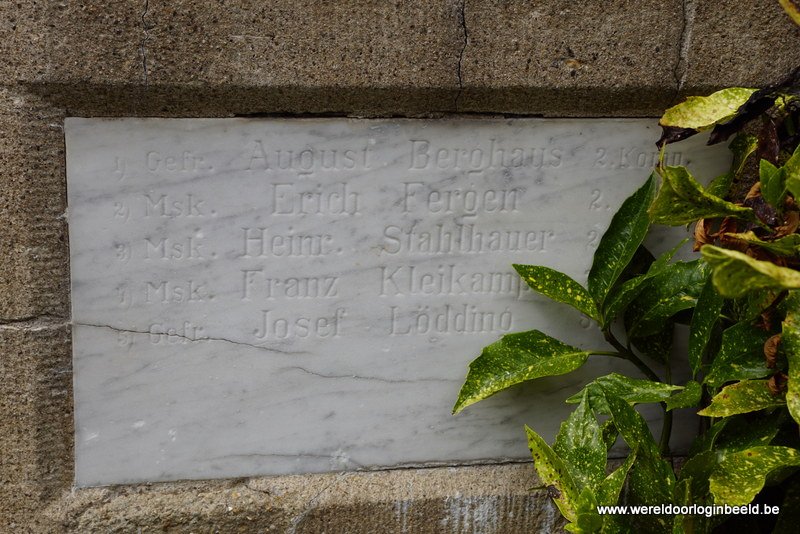 1) Gefr. August Berghaus 2. Komp.
2) Msk. Erich Fergen 2.
3) Msk. Heinr. Stahlhauer 2.
4) Msk. Franz Kleikamp
5) Gefr. Josef Lödding
www.wereldoorloginbeeld.be